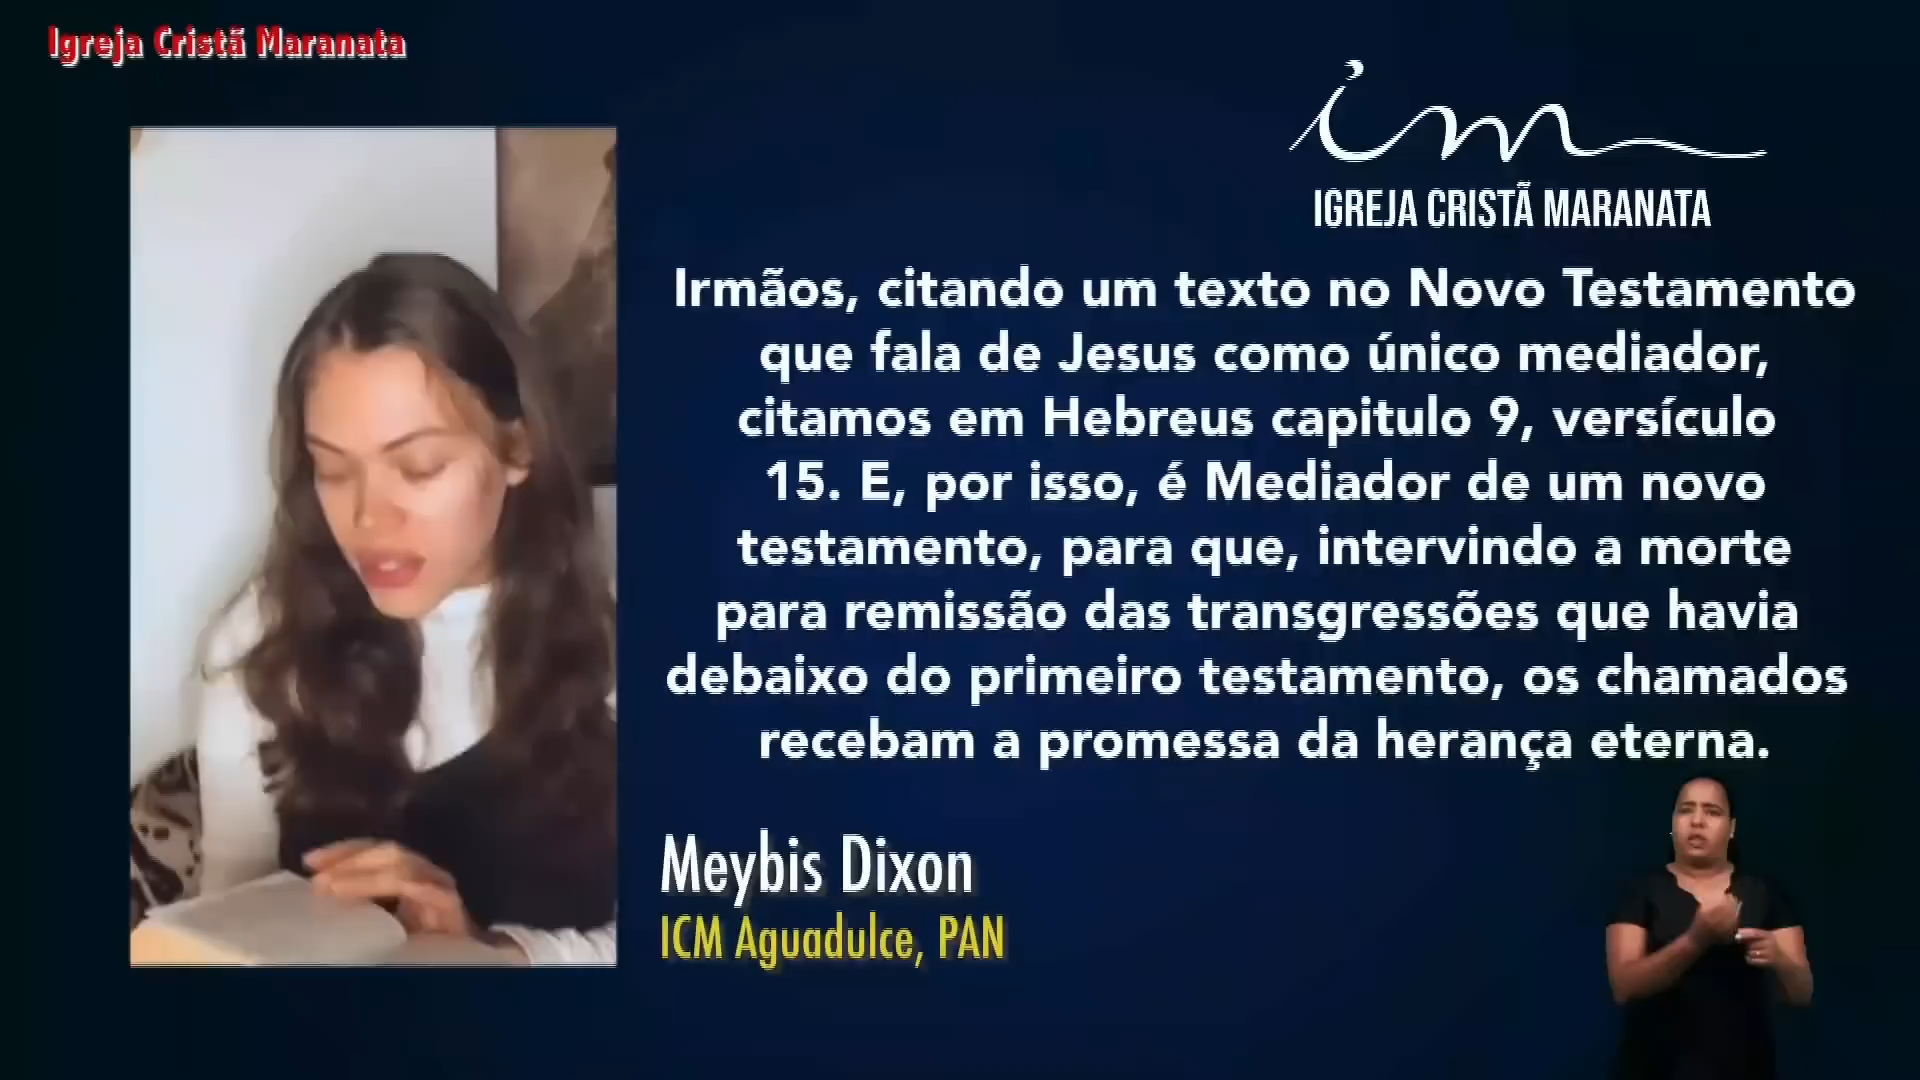 Igreja Cristã Maranata
im
IGREJA CRISTÃ MARANATA
Irmãos, citando um texto no Novo Testamento
que fala de Jesus como único mediador,
citamos em Hebreus capitulo 9, versículo
15. E, por isso, é Mediador de um novo
testamento, para que, intervindo a morte
para remissão das transgressões que havia
debaixo do primeiro testamento, os chamados
recebam a promessa da herança eterna.
Meybis Dixon
ICM Aguadulce, PAN